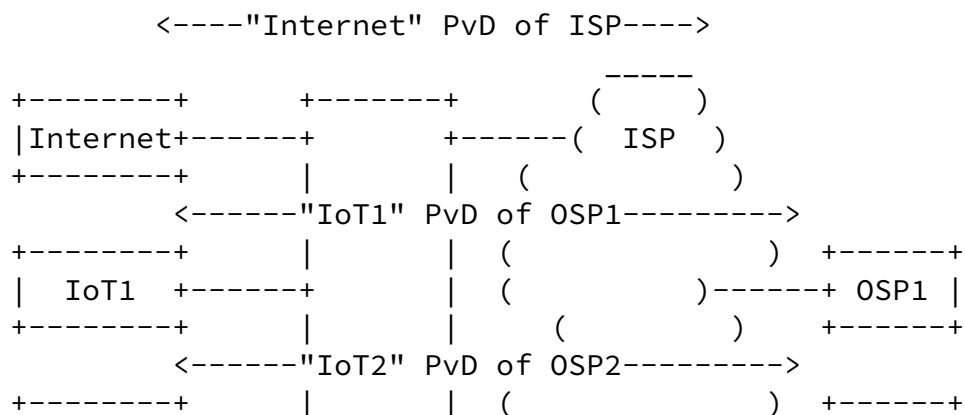 <----"Internet" PvD of ISP---->
                                  _____
+--------+       +-------+        (     )
|Internet+------+        +------(  ISP  )
+--------+       |       |   (           )
<------"IoT1" PvD of OSP1--------->
+--------+       |       |  (               )  +------+
|  IoT1  +------+        |  (           )------+ OSP1 |
+--------+       |       |     (         )    +------+
<------"IoT2" PvD of OSP2--------->
+--------+       |       |  (               )  +------+